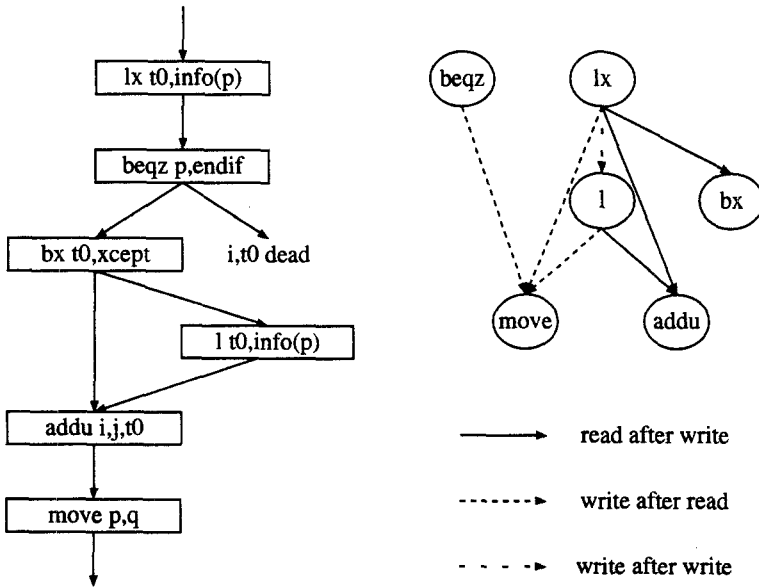 lx t0,info(p)
beqz p,endif
bx t0,xcept
i,t0 dead
l t0,info(p)
addu i,j,t0
move p,q
beqz
lx
l
bx
move
addu
read after write
write after read
write after write